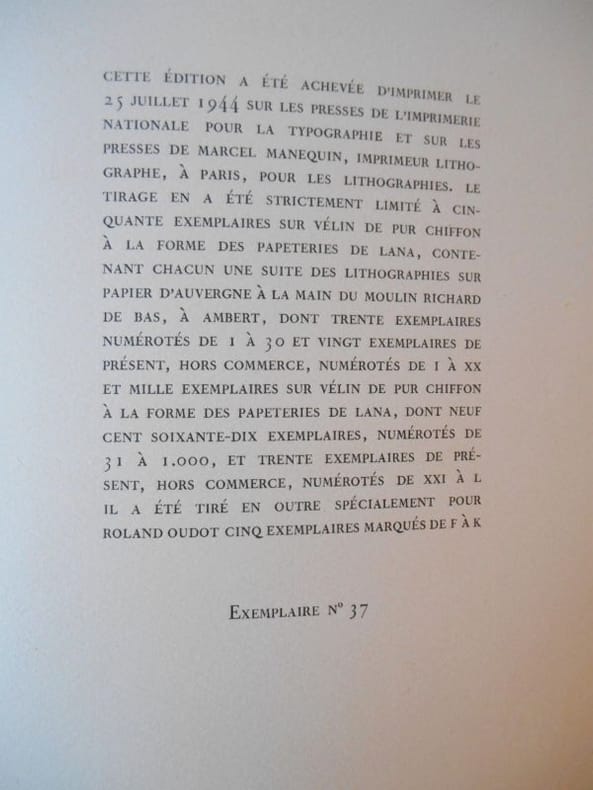 CETTE ÉDITION A ÉTÉ ACHEVÉE D'IMPRIMER LE
25 JUILLET 1944 SUR LES PRESSES DE L'IMPRIMERIE
NATIONALE POUR LA TYPOGRAPHIE ET SUR LES
PRESSES DE MARCEL MANEQUIN, IMPRIMEUR LITHO-
GRAPHE, À PARIS, POUR LES LITHOGRAPHIES. LE
TIRAGE EN A ÉTÉ STRICTEMENT LIMITÉ À CIN-
QUANTE EXEMPLAIRES SUR VÉLIN DE PUR CHIFFON
À LA FORME DES PAPETERIES DE LANA, CONTE-
NANT CHACUN UNE SUITE DES LITHOGRAPHIES SUR
PAPIER D'AUVERGNE À LA MAIN DU MOULIN RICHARD
DE BAS, À AMBERT, DONT TRENTE EXEMPLAIRES
NUMÉROTÉS DE 1 À 30 ET VINGT EXEMPLAIRES DE
PRÉSENT, HORS COMMERCE, NUMÉROTÉS DE I À XX
ET MILLE EXEMPLAIRES SUR VÉLIN DE PUR CHIFFON
À LA FORME DES PAPETERIES DE LANA, DONT NEUF
CENT SOIXANTE-DIX EXEMPLAIRES, NUMÉROTÉS DE
31 À 1.000, ET TRENTE EXEMPLAIRES DE PRÉ-
SENT, HORS COMMERCE, NUMÉROTÉS DE XXI À L
IL A ÉTÉ TIRÉ EN OUTRE SPÉCIALEMENT POUR
ROLAND OUDOT CINQ EXEMPLAIRES MARQUÉS DE F À K
EXEMPLAIRE Nº 37